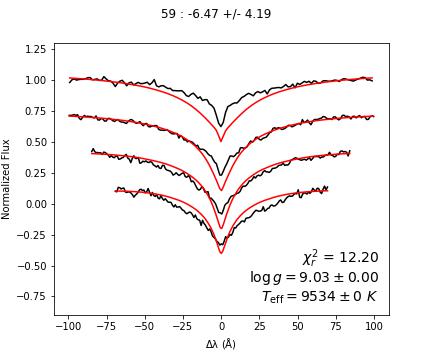 59 : -6.47 +/- 4.19
1.25
1.00
0.75
0.50
0.25
0.00
−0.25
−0.50
−0.75
Normalized Flux
χ²ᵣ = 12.20
log g = 9.03 ± 0.00
T_eff = 9534 ± 0 K
−100 −75 −50 −25 0 25 50 75 100
Δλ (Å)